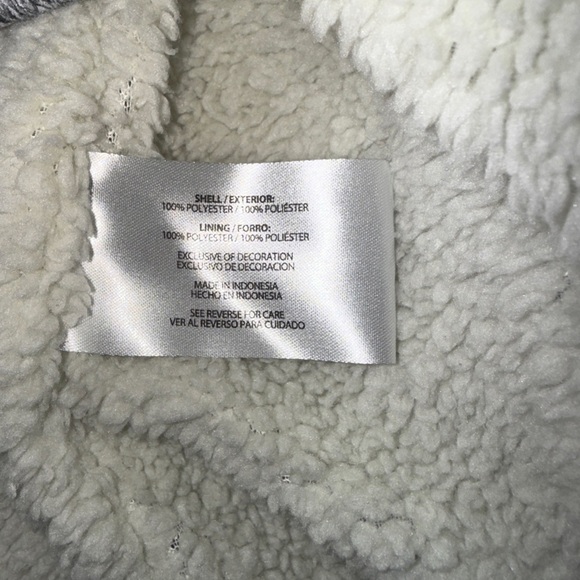 SHELL / EXTERIOR:
100% POLYESTER / 100% POLIÉSTER
LINING / FORRO:
100% POLYESTER / 100% POLIÉSTER
EXCLUSIVE OF DECORATION
EXCLUSIVO DE DECORACION
MADE IN INDONESIA
HECHO EN INDONESIA
SEE REVERSE FOR CARE
VER AL REVERSO PARA CUIDADO